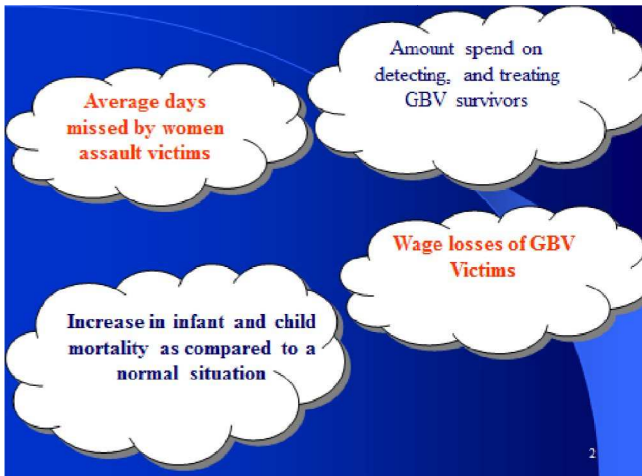 Average days
missed by women
assault victims
Amount spend on
detecting, and treating
GBV survivors
Wage losses of GBV
Victims
Increase in infant and child
mortality as compared to a
normal situation
2